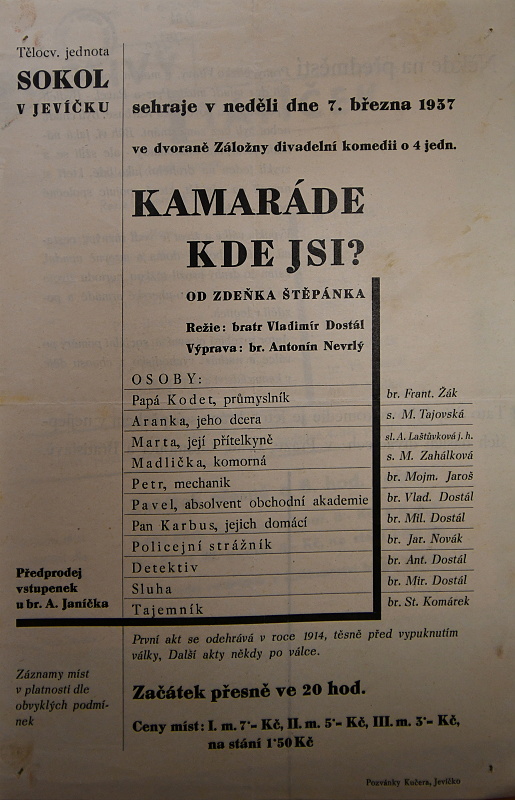 Tělocv. jednota
SOKOL
V JEVÍČKU
sehraje v neděli dne 7. března 1937
ve dvoraně Záložny divadelní komedii o 4 jedn.
KAMARÁDE
KDE JSI?
OD ZDEŇKA ŠTĚPÁNKA
Režie: bratr Vladimír Dostál
Výprava: br. Antonín Nevrlý
OSOBY:
Papá Kodet, průmyslník br. Frant. Žák
Aranka, jeho dcera s. M. Tajovská
Marta, její přítelkyně sl. A. Laštůvková j. h.
Madlička, komorná s. M. Zahálková
Petr, mechanik br. Mojm. Jaroš
Pavel, absolvent obchodní akademie br. Vlad. Dostál
Pan Karbus, jejich domácí br. Mil. Dostál
Policejní strážník br. Jar. Novák
Detektiv br. Ant. Dostál
Sluha br. Mir. Dostál
Tajemník br. St. Komárek
Předprodej
vstupenek
u br. A. Janíčka
První akt se odehrává v roce 1914, těsně před vypuknutím
války, Další akty někdy po válce.
Záznamy míst
v platnosti dle
obvyklých podmí-
nek
Začátek přesně ve 20 hod.
Ceny míst: I. m. 7·- Kč, II. m. 5·- Kč, III. m. 3·- Kč,
na stání 1·50 Kč
Pozvánky Kučera, Jevíčko